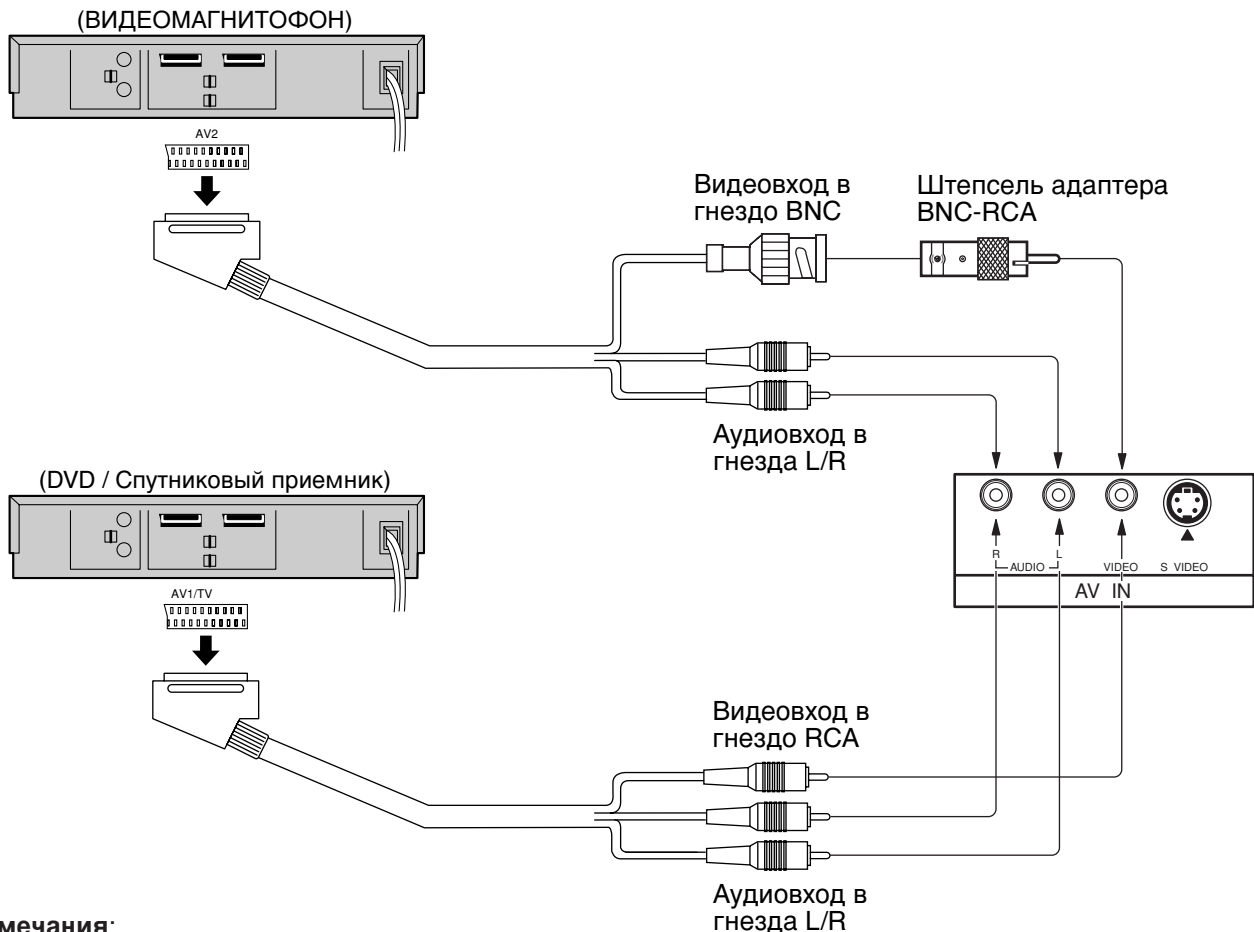 (ВИДЕОМАГНИТОФОН)
AV2
Видеовход в
гнездо BNC
Штепсель адаптера
BNC-RCA
Аудиовход в
гнезда L/R
(DVD / Спутниковый приемник)
AV1/TV
R
L
AUDIO
VIDEO
S VIDEO
AV IN
Видеовход в
гнездо RCA
Аудиовход в
гнезда L/R
мечания: